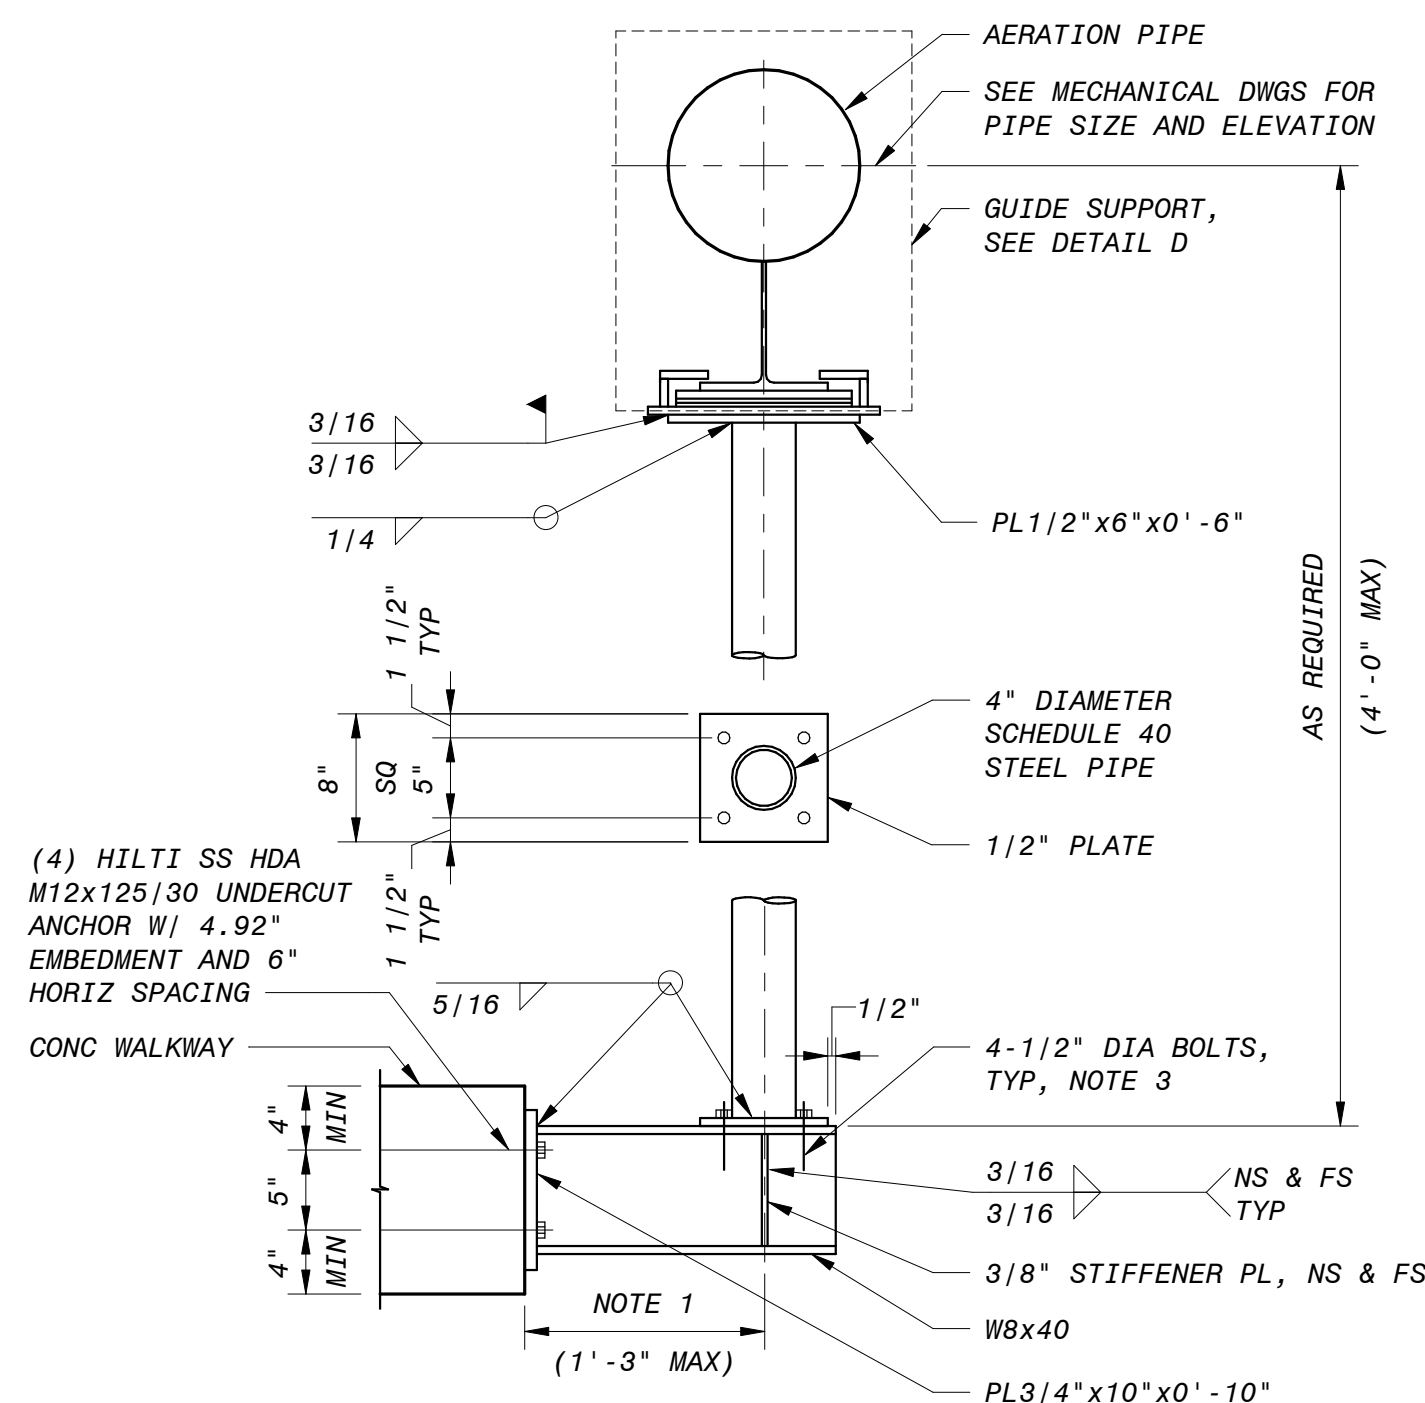 AERATION PIPE
SEE MECHANICAL DWGS FOR
PIPE SIZE AND ELEVATION
GUIDE SUPPORT,
SEE DETAIL D
3/16
3/16
1/4
PL1/2"x6"x0'-6"
AS REQUIRED
(4'-0" MAX)
1 1/2"
TYP
8"
SQ
5"
1 1/2"
TYP
4" DIAMETER
SCHEDULE 40
STEEL PIPE
1/2" PLATE
(4) HILTI SS HDA
M12x125/30 UNDERCUT
ANCHOR W/ 4.92"
EMBEDMENT AND 6"
HORIZ SPACING
CONC WALKWAY
5/16
1/2"
4-1/2" DIA BOLTS,
TYP, NOTE 3
4"
MIN
5"
4"
MIN
3/16
3/16
NS & FS
TYP
3/8" STIFFENER PL, NS & FS
NOTE 1
(1'-3" MAX)
W8x40
PL3/4"x10"x0'-10"